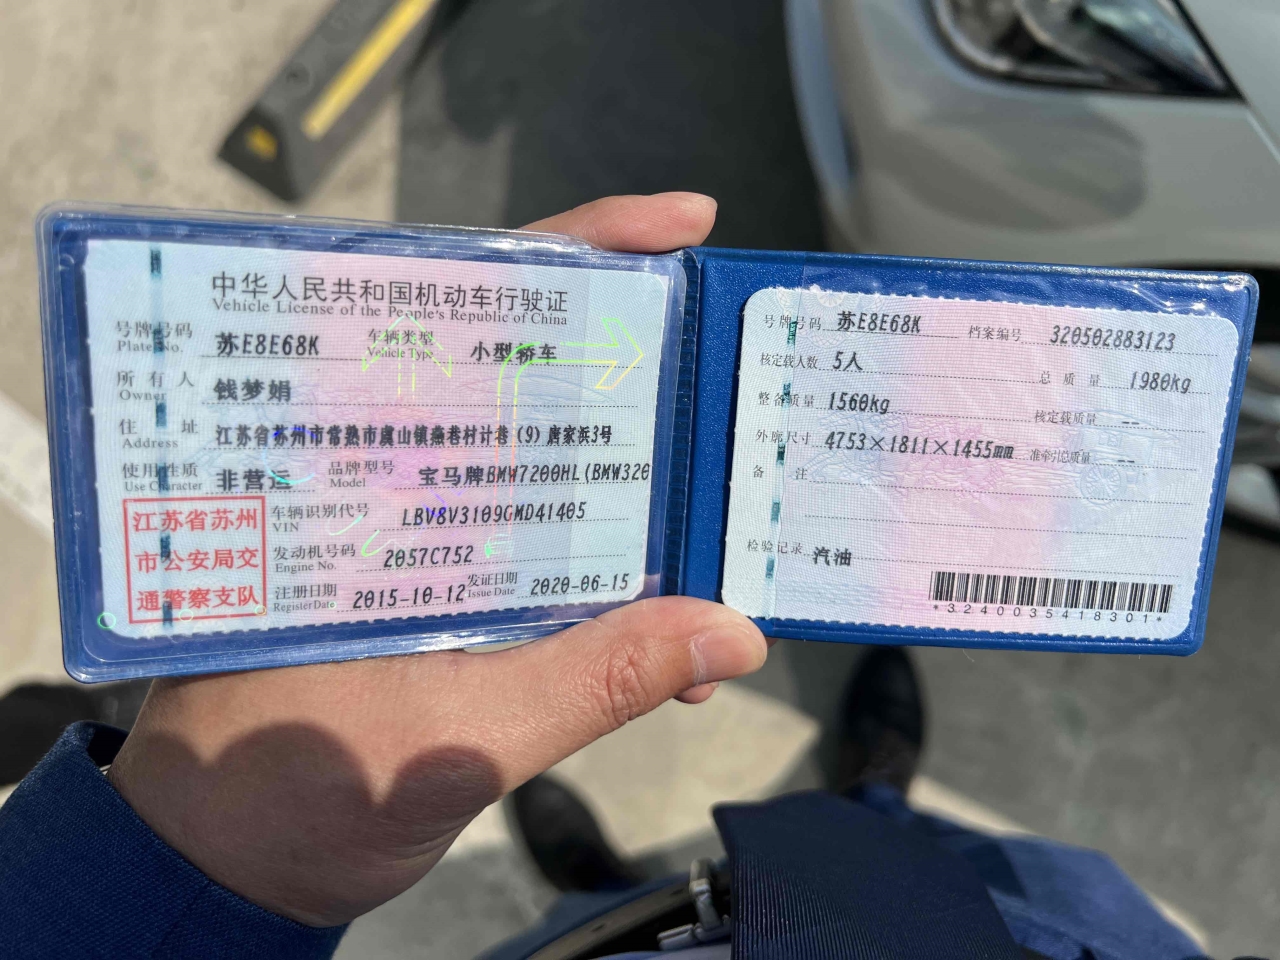 中华人民共和国机动车行驶证
Vehicle License of the People's Republic of China
号牌号码 苏E8E68K 车辆类型 小型轿车
Plate No. Vehicle Type
所有人 钱梦娟
Owner
住址 江苏省苏州市常熟市虞山镇燕巷村计巷(9)唐家浜3号
Address
使用性质 非营运 品牌型号 宝马牌BMW7200HL(BMW320
Use Character Model
江苏省苏州
市公安局交
通警察支队
车辆识别代号 LBV8V3109GMD41405
VIN
发动机号码 2057C752
Engine No.
注册日期 2015-10-12 发证日期 2020-06-15
Register Date Issue Date
号牌号码 苏E8E68K 档案编号 320502883123
核定载人数 5人 总质量 1980kg
整备质量 1560kg 核定载质量 --
外廓尺寸 4753×1811×1455mm 准牵引总质量 --
备注
检验记录 汽油
*3240035418301*